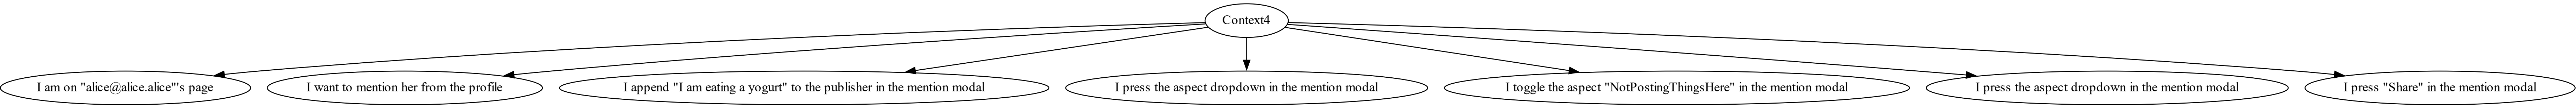 Context4
I am on "alice@alice.alice"'s page
I want to mention her from the profile
I append "I am eating a yogurt" to the publisher in the mention modal
I press the aspect dropdown in the mention modal
I toggle the aspect "NotPostingThingsHere" in the mention modal
I press the aspect dropdown in the mention modal
I press "Share" in the mention modal